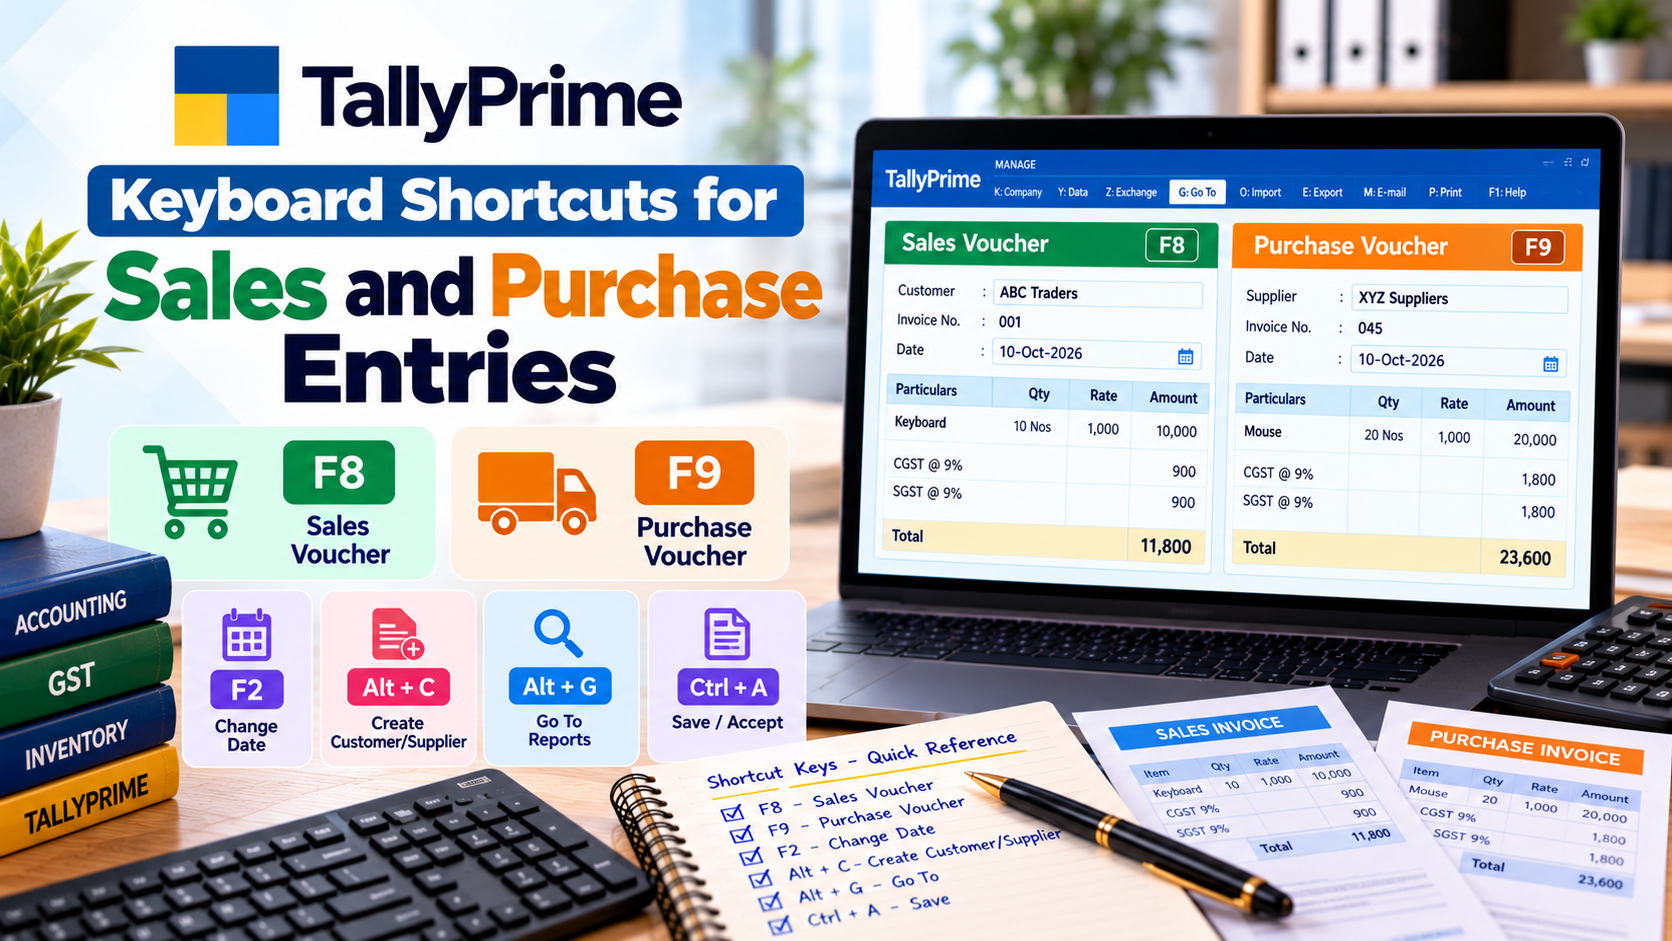 TallyPrime
Keyboard Shortcuts for
Sales and Purchase
Entries
F8
Sales
Voucher
F9
Purchase
Voucher
F2
Change
Date
Alt + C
Create
Customer/Supplier
Alt + G
Go To
Reports
Ctrl + A
Save / Accept
ACCOUNTING
GST
INVENTORY
TALLYPRIME
TallyPrime
MANAGE
K: Company Y: Data Z: Exchange G: Go To O: Import E: Export M: E-mail P: Print F1: Help
Sales Voucher F8
Customer : ABC Traders
Invoice No. : 001
Date : 10-Oct-2026
Particulars Qty Rate Amount
Keyboard 10 Nos 1,000 10,000
CGST @ 9% 900
SGST @ 9% 900
Total 11,800
Purchase Voucher F9
Supplier : XYZ Suppliers
Invoice No. : 045
Date : 10-Oct-2026
Particulars Qty Rate Amount
Mouse 20 Nos 1,000 20,000
CGST @ 9% 1,800
SGST @ 9% 1,800
Total 23,600
Shortcut Keys - Quick Reference
F8 - Sales Voucher
F9 - Purchase Voucher
F2 - Change Date
Alt + C - Create Customer/Supplier
Alt + G - Go To
Ctrl + A - Save
SALES INVOICE
Item Qty Rate Amount
Keyboard 10 1,000 10,000
CGST 9% 900
SGST 9% 900
Total 11,800
PURCHASE INVOICE
Item Qty Rate Amount
Mouse 20 1,000 20,000
CGST 9% 1,800
SGST 9% 1,800
Total 23,600